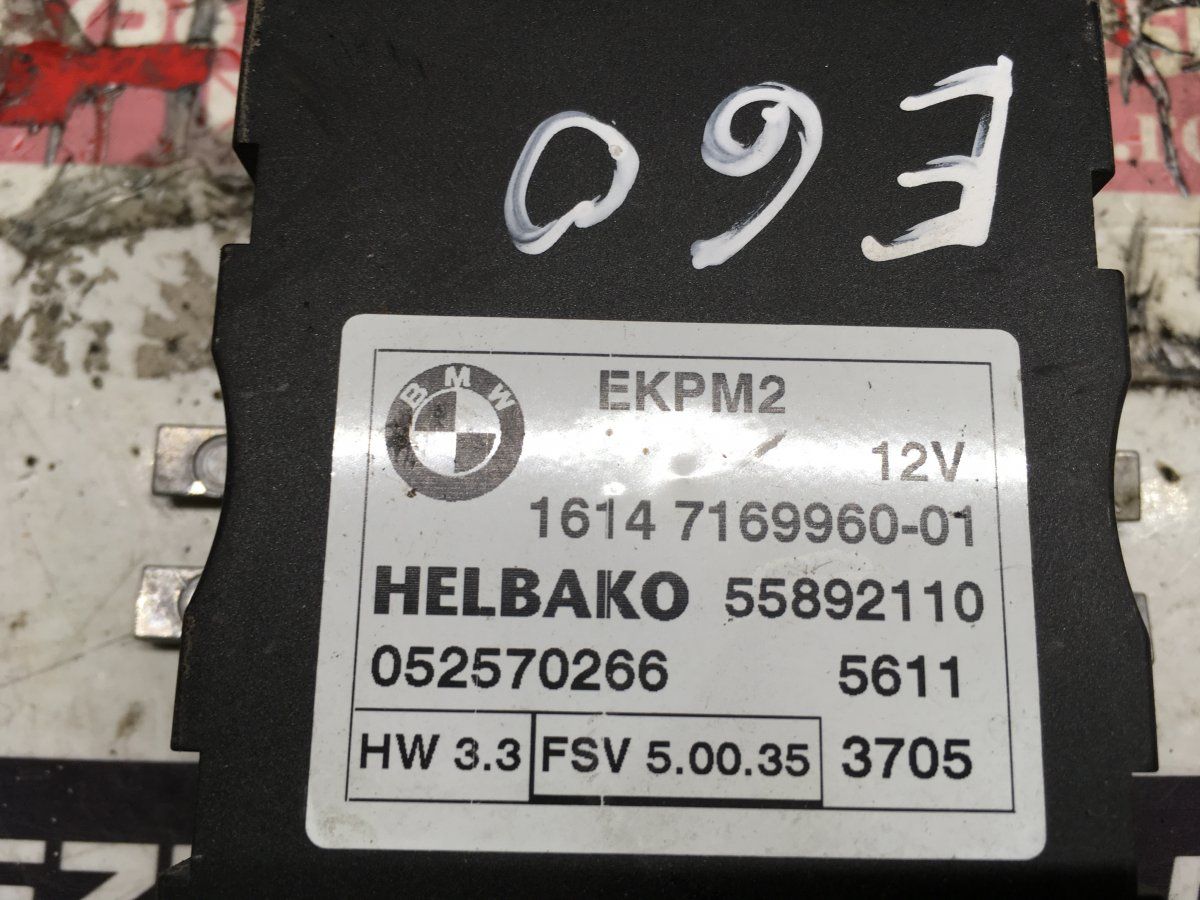 E60
BMW
EKPM2
12V
1614 7169960-01
HELBAKO 55892110
052570266 5611
HW 3.3 FSV 5.00.35 3705